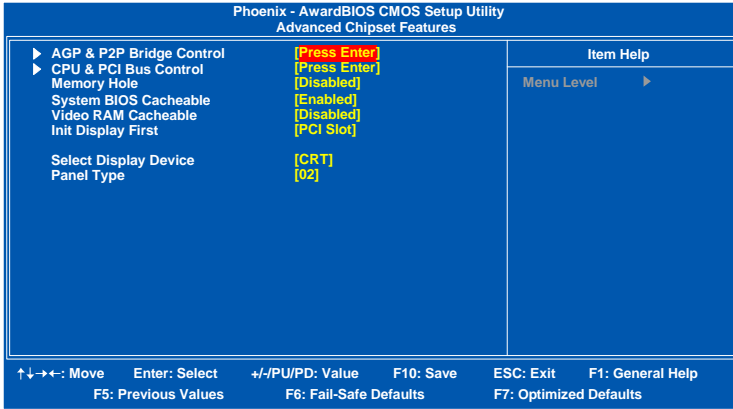 Phoenix - AwardBIOS CMOS Setup Utility
Advanced Chipset Features
AGP & P2P Bridge Control [Press Enter]
CPU & PCI Bus Control [Press Enter]
Memory Hole [Disabled]
System BIOS Cacheable [Enabled]
Video RAM Cacheable [Disabled]
Init Display First [PCI Slot]
Select Display Device [CRT]
Panel Type [02]
Item Help
Menu Level
↑↓→←: Move Enter: Select +/-/PU/PD: Value F10: Save ESC: Exit F1: General Help
F5: Previous Values F6: Fail-Safe Defaults F7: Optimized Defaults